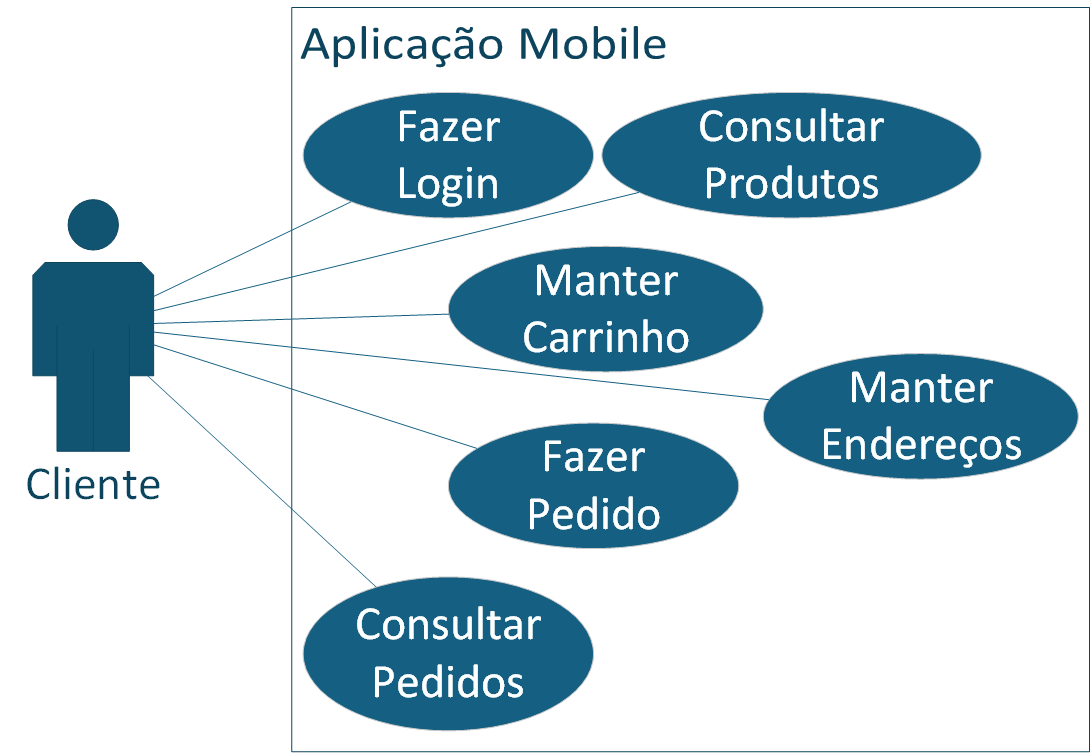 Aplicação Mobile
Fazer
Login
Consultar
Produtos
Manter
Carrinho
Manter
Endereços
Fazer
Pedido
Cliente
Consultar
Pedidos